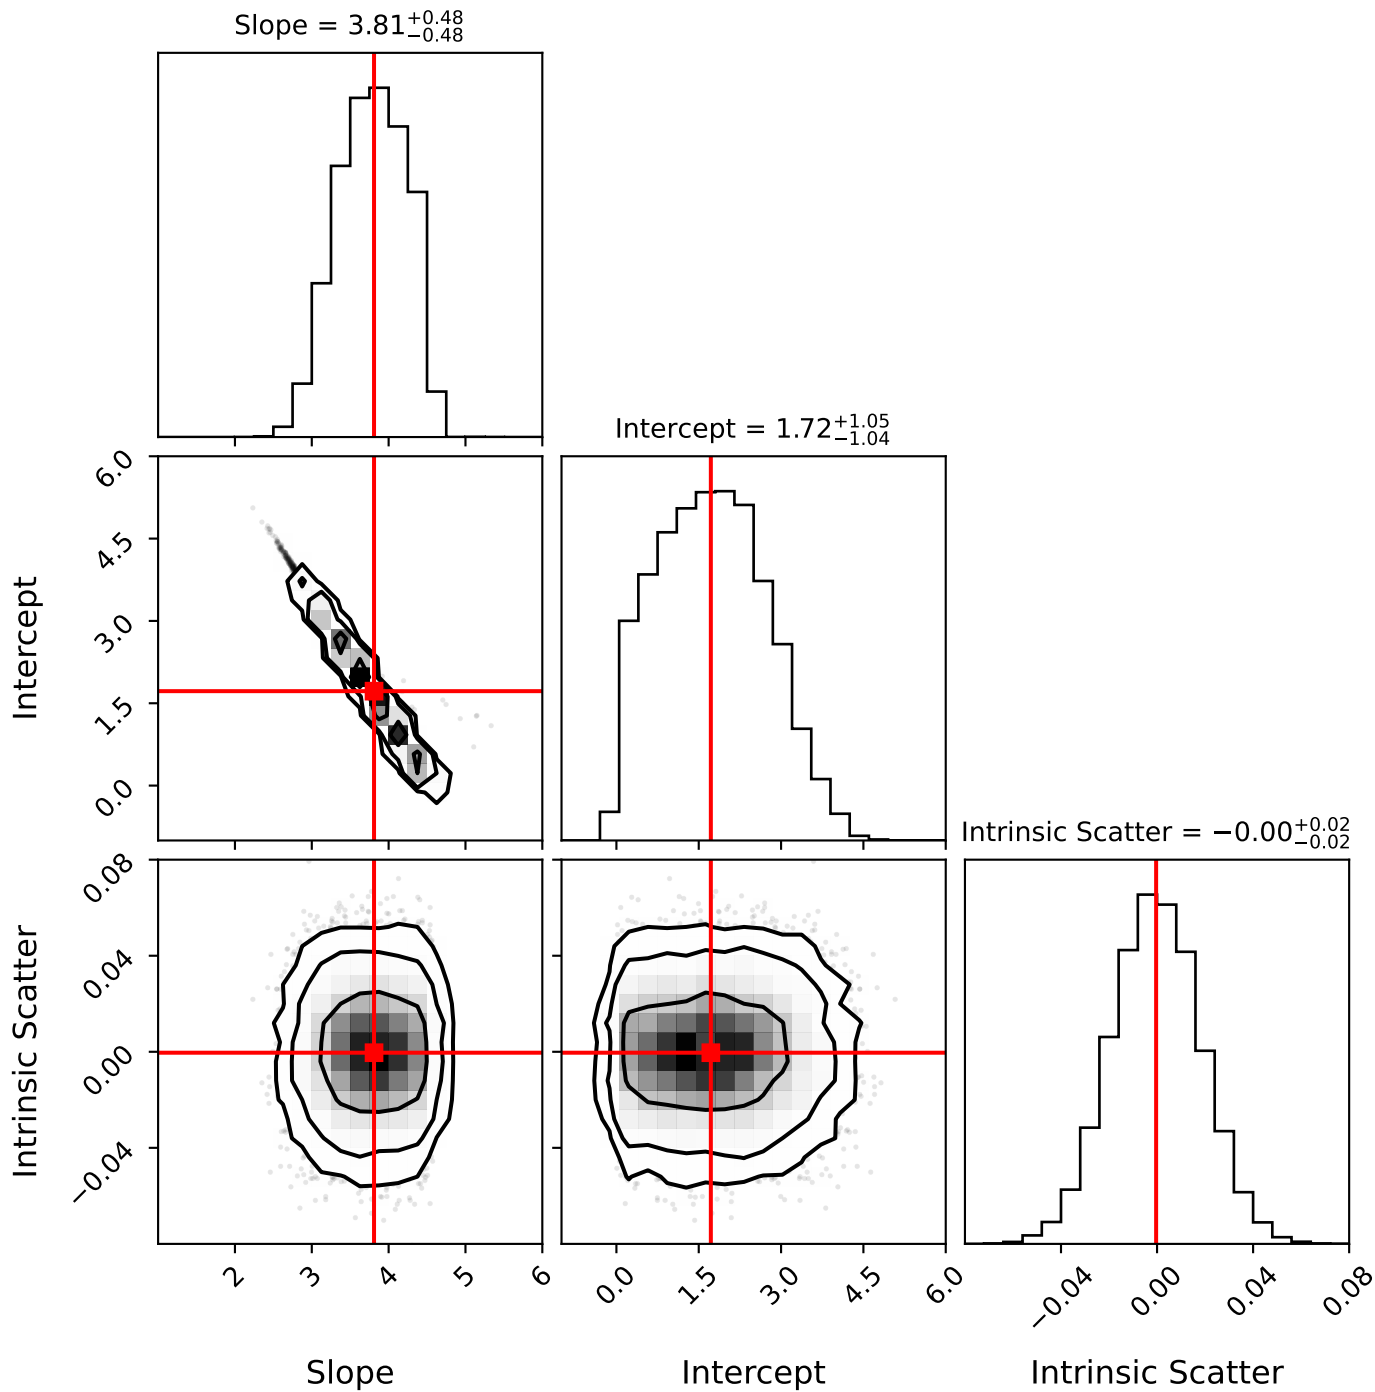 Slope = 3.81+0.48−0.48
Intercept = 1.72+1.05−1.04
6.0
4.5
3.0
1.5
0.0
Intercept
Intrinsic Scatter = −0.00+0.02−0.02
0.08
0.04
0.00
−0.04
Intrinsic Scatter
2 3 4 5 6
0.0 1.5 3.0 4.5 6.0
−0.04 0.00 0.04 0.08
Slope
Intercept
Intrinsic Scatter